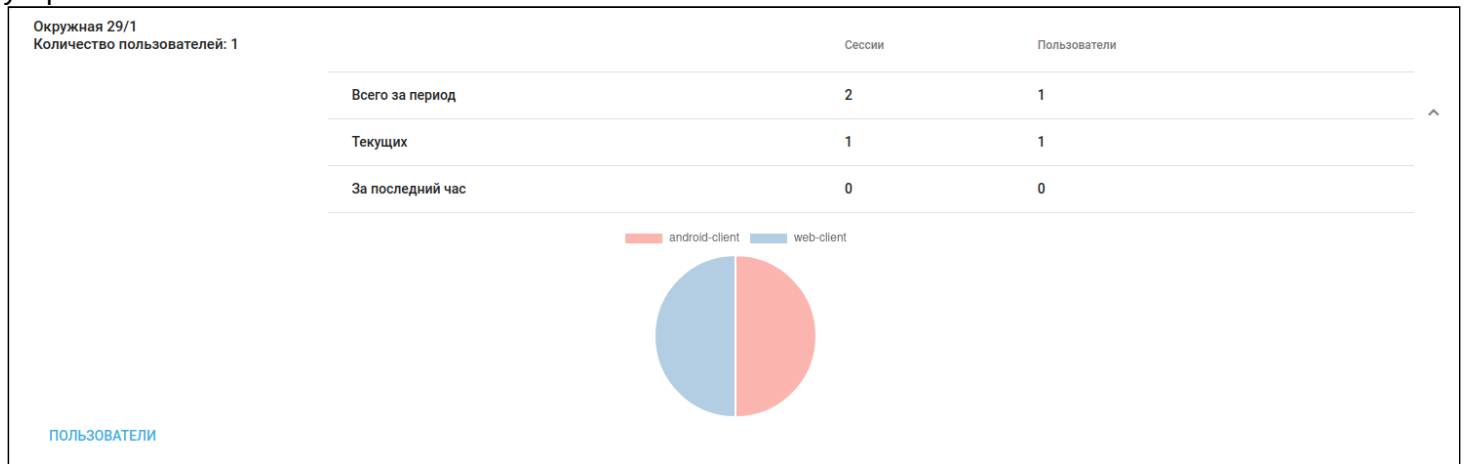 Окружная 29/1
Количество пользователей: 1
Сессии Пользователи
Всего за период 2 1
Текущих 1 1
За последний час 0 0
android-client web-client
ПОЛЬЗОВАТЕЛИ